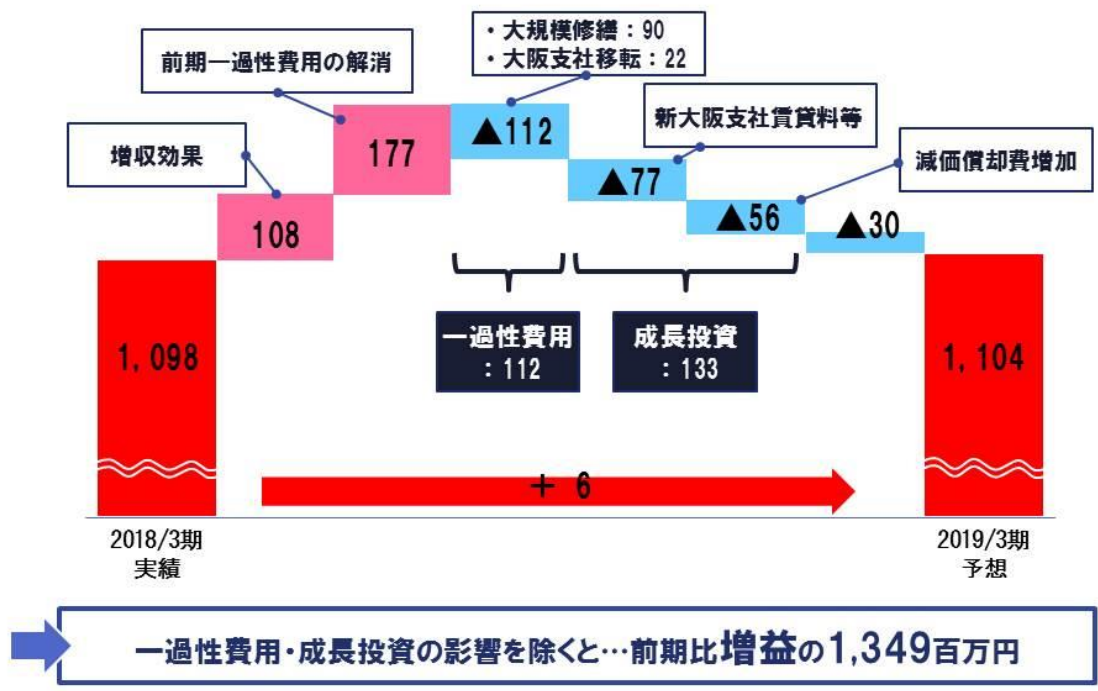 ・大規模修繕：90
・大阪支社移転：22
前期一過性費用の解消
増収効果
新大阪支社賃貸料等
減価償却費増加
108
177
▲112
▲77
▲56
▲30
一過性費用
：112
成長投資
：133
1,098
1,104
＋ 6
2018/3期
実績
2019/3期
予想
一過性費用・成長投資の影響を除くと…前期比増益の1,349百万円